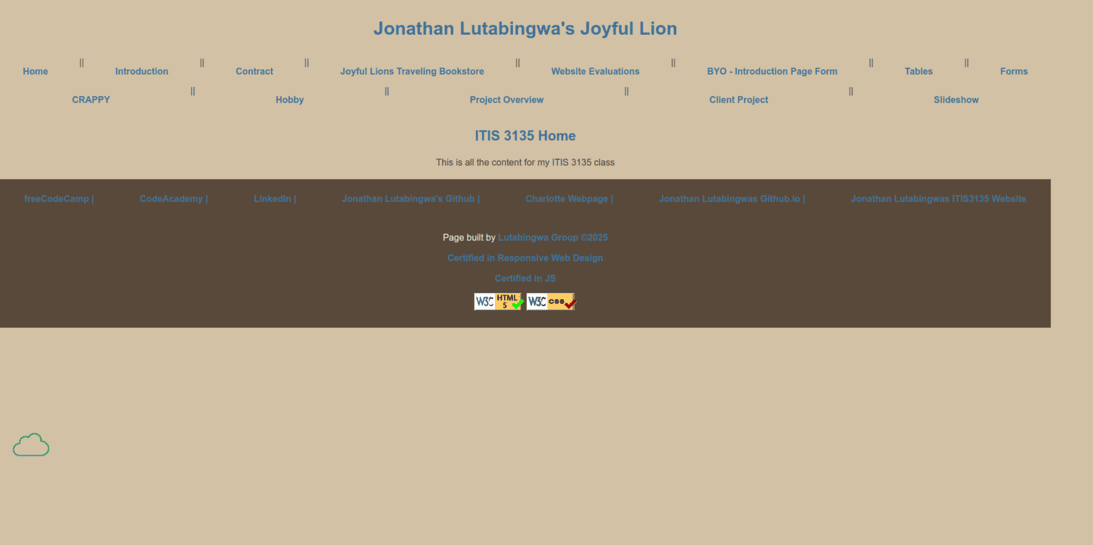 Jonathan Lutabingwa's Joyful Lion
Home || Introduction || Contract || Joyful Lions Traveling Bookstore || Website Evaluations || BYO - Introduction Page Form || Tables || Forms
CRAPPY || Hobby || Project Overview || Client Project || Slideshow
ITIS 3135 Home
This is all the content for my ITIS 3135 class
freeCodeCamp | CodeAcademy | LinkedIn | Jonathan Lutabingwa's Github | Charlotte Webpage | Jonathan Lutabingwas Github.io | Jonathan Lutabingwas ITIS3135 Website
Page built by Lutabingwa Group ©2025
Certified in Responsive Web Design
Certified in JS
W3C HTML 5 W3C CSS